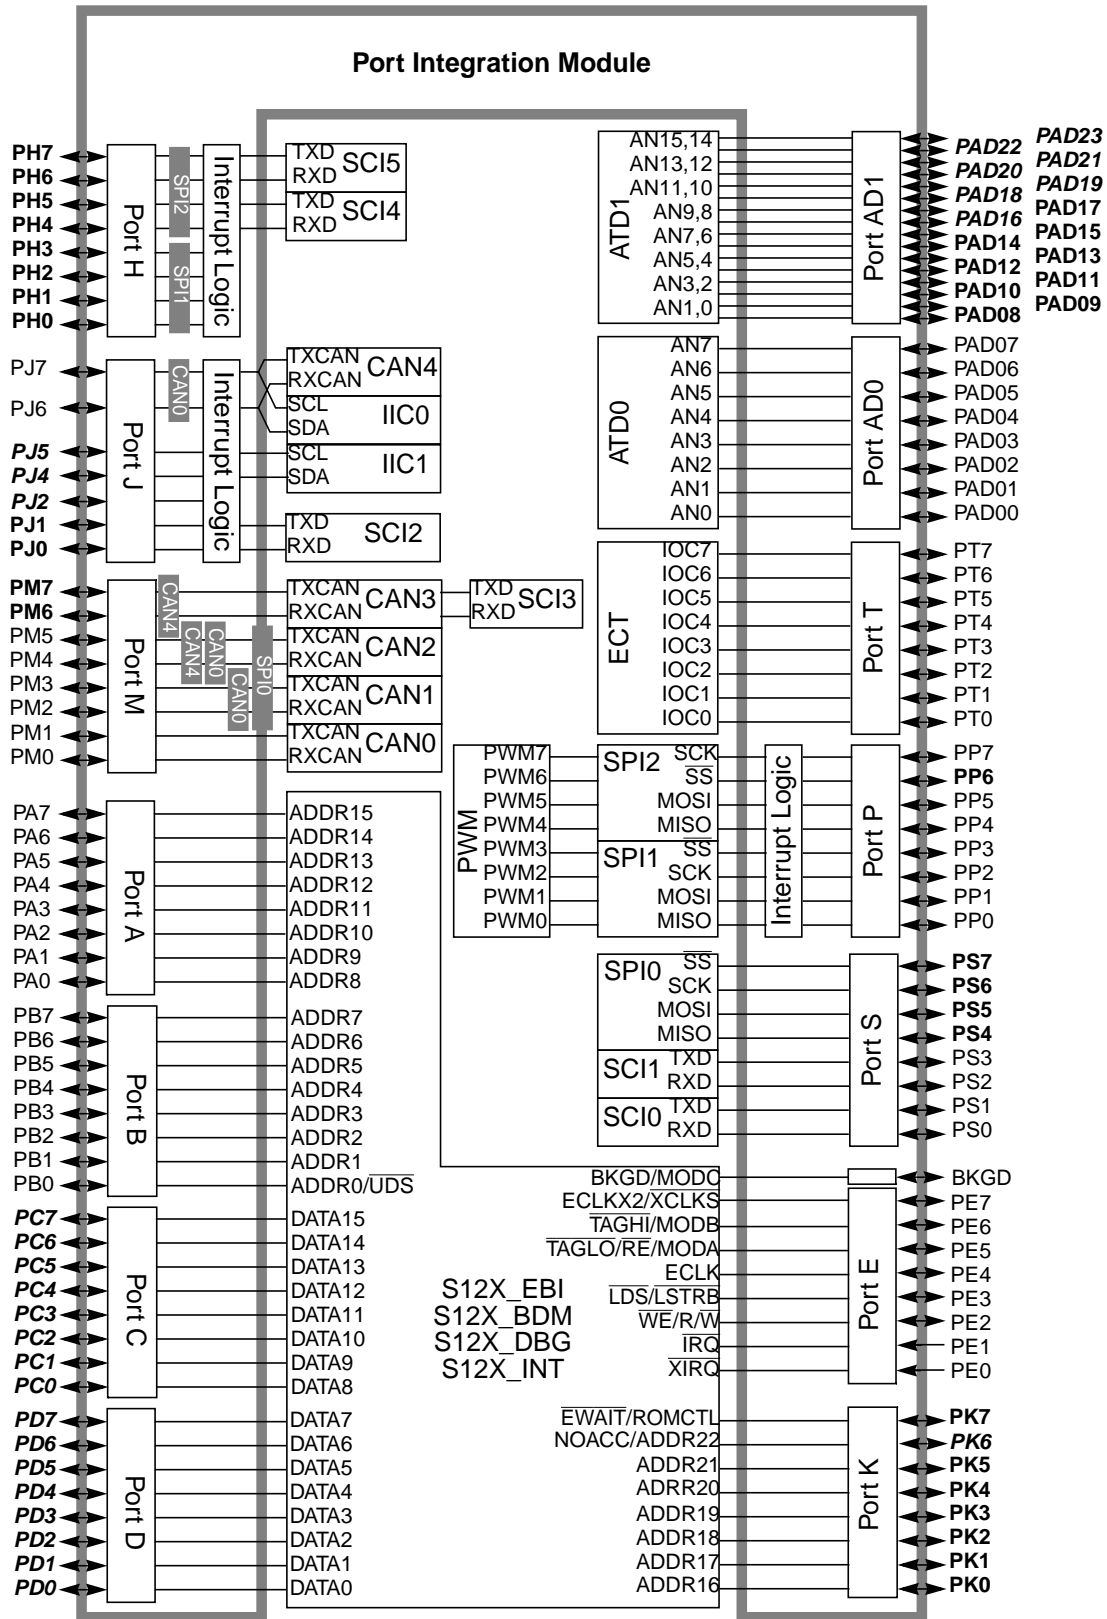 Port Integration Module
PH7
PH6
PH5
PH4
PH3
PH2
PH1
PH0
Port H
SPI2
SPI1
Interrupt Logic
TXD
RXD
SCI5
TXD
RXD
SCI4
PJ7
PJ6
PJ5
PJ4
PJ2
PJ1
PJ0
Port J
CAN0
Interrupt Logic
TXCAN
RXCAN
CAN4
SCL
SDA
IIC0
SCL
SDA
IIC1
TXD
RXD
SCI2
PM7
PM6
PM5
PM4
PM3
PM2
PM1
PM0
Port M
CAN4
CAN4
CAN0
CAN0
SPI0
TXCAN
RXCAN
CAN3
TXD
RXD
SCI3
TXCAN
RXCAN
CAN2
TXCAN
RXCAN
CAN1
TXCAN
RXCAN
CAN0
PA7
PA6
PA5
PA4
PA3
PA2
PA1
PA0
Port A
ADDR15
ADDR14
ADDR13
ADDR12
ADDR11
ADDR10
ADDR9
ADDR8
PB7
PB6
PB5
PB4
PB3
PB2
PB1
PB0
Port B
ADDR7
ADDR6
ADDR5
ADDR4
ADDR3
ADDR2
ADDR1
ADDR0/UDS
PC7
PC6
PC5
PC4
PC3
PC2
PC1
PC0
Port C
DATA15
DATA14
DATA13
DATA12
DATA11
DATA10
DATA9
DATA8
PD7
PD6
PD5
PD4
PD3
PD2
PD1
PD0
Port D
DATA7
DATA6
DATA5
DATA4
DATA3
DATA2
DATA1
DATA0
S12X_EBI
S12X_BDM
S12X_DBG
S12X_INT
ATD1
AN15,14
AN13,12
AN11,10
AN9,8
AN7,6
AN5,4
AN3,2
AN1,0
Port AD1
PAD23
PAD22
PAD21
PAD20
PAD19
PAD18
PAD17
PAD16
PAD15
PAD14
PAD13
PAD12
PAD11
PAD10
PAD09
PAD08
ATD0
AN7
AN6
AN5
AN4
AN3
AN2
AN1
AN0
Port AD0
PAD07
PAD06
PAD05
PAD04
PAD03
PAD02
PAD01
PAD00
ECT
IOC7
IOC6
IOC5
IOC4
IOC3
IOC2
IOC1
IOC0
Port T
PT7
PT6
PT5
PT4
PT3
PT2
PT1
PT0
PWM
PWM7
PWM6
PWM5
PWM4
PWM3
PWM2
PWM1
PWM0
SPI2
SCK
SS
MOSI
MISO
SPI1
SS
SCK
MOSI
MISO
Interrupt Logic
Port P
PP7
PP6
PP5
PP4
PP3
PP2
PP1
PP0
SPI0
SS
SCK
MOSI
MISO
SCI1
TXD
RXD
SCI0
TXD
RXD
Port S
PS7
PS6
PS5
PS4
PS3
PS2
PS1
PS0
BKGD/MODC
BKGD
ECLKX2/XCLKS
TAGHI/MODB
TAGLO/RE/MODA
ECLK
LDS/LSTRB
WE/R/W
IRQ
XIRQ
Port E
PE7
PE6
PE5
PE4
PE3
PE2
PE1
PE0
EWAIT/ROMCTL
NOACC/ADDR22
ADDR21
ADRR20
ADDR19
ADDR18
ADDR17
ADDR16
Port K
PK7
PK6
PK5
PK4
PK3
PK2
PK1
PK0